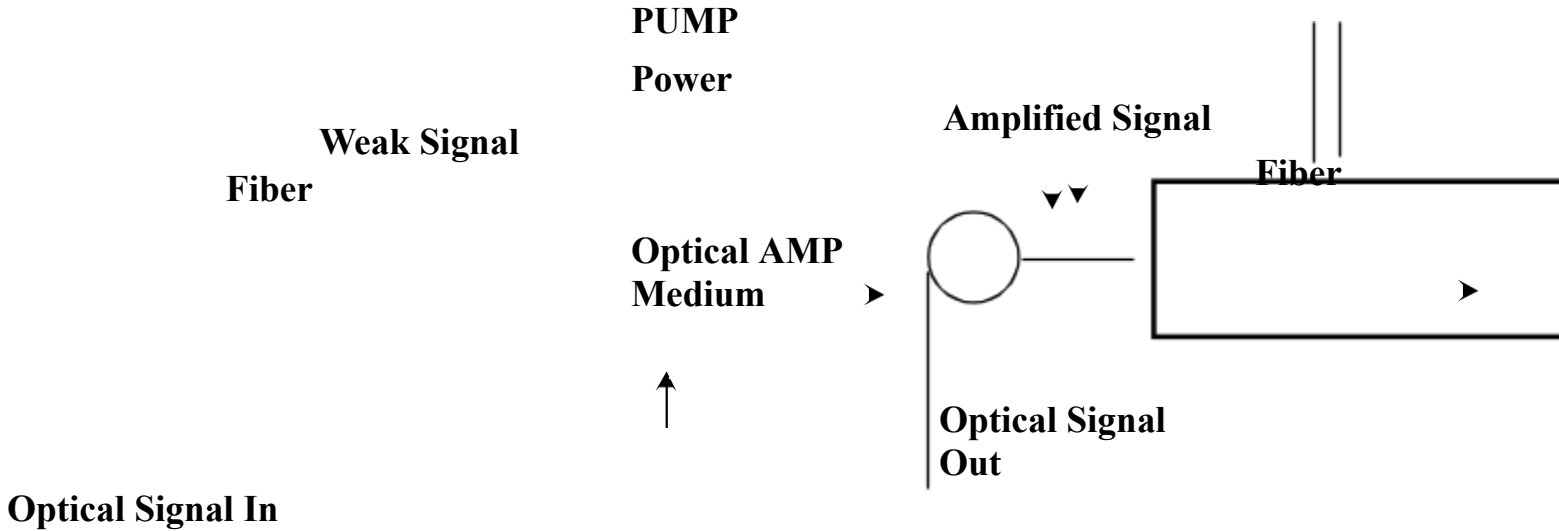 PUMP
Power
Amplified Signal
Weak Signal
Fiber
Fiber
Optical AMP
Medium
Optical Signal
Out
Optical Signal In